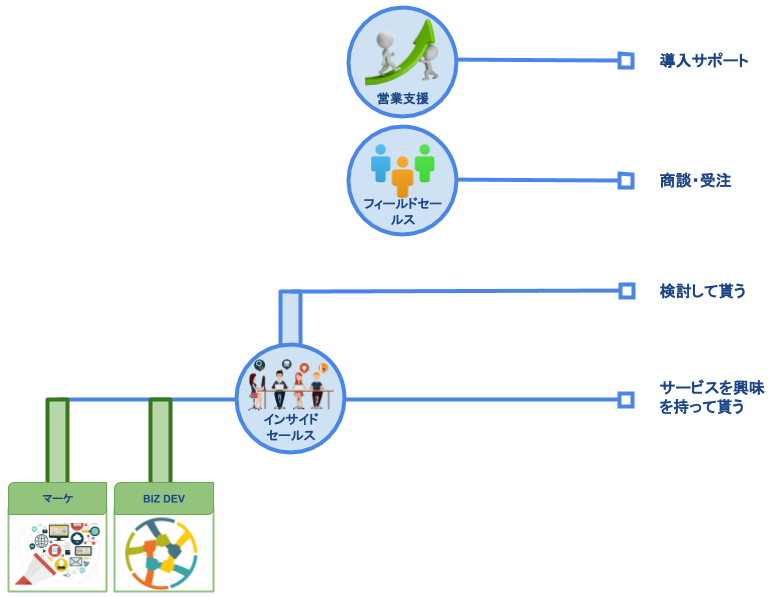 営業支援
導入サポート
フィールドセー
ルス
商談・受注
検討して貰う
インサイド
セールス
サービスを興味
を持って貰う
マーケ
BIZ DEV